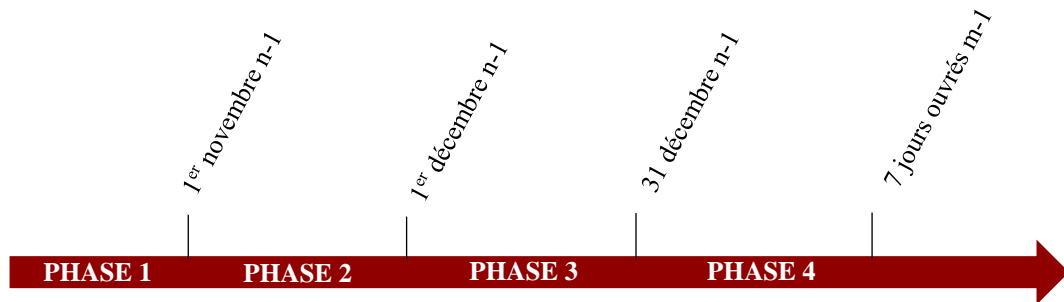 1er novembre n-1
1er décembre n-1
31 décembre n-1
7 jours ouvrés m-1
PHASE 1
PHASE 2
PHASE 3
PHASE 4